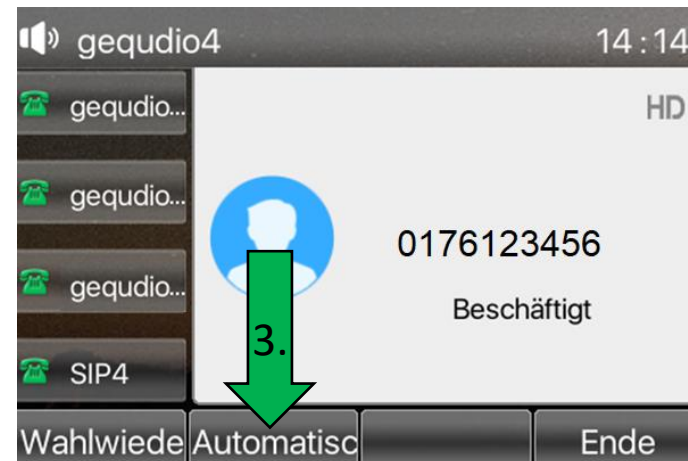 gequdio4 14:14
gequdio... HD
gequdio...
0176123456
gequdio... Beschäftigt
3.
SIP4
Wahlwiede Automatisc Ende